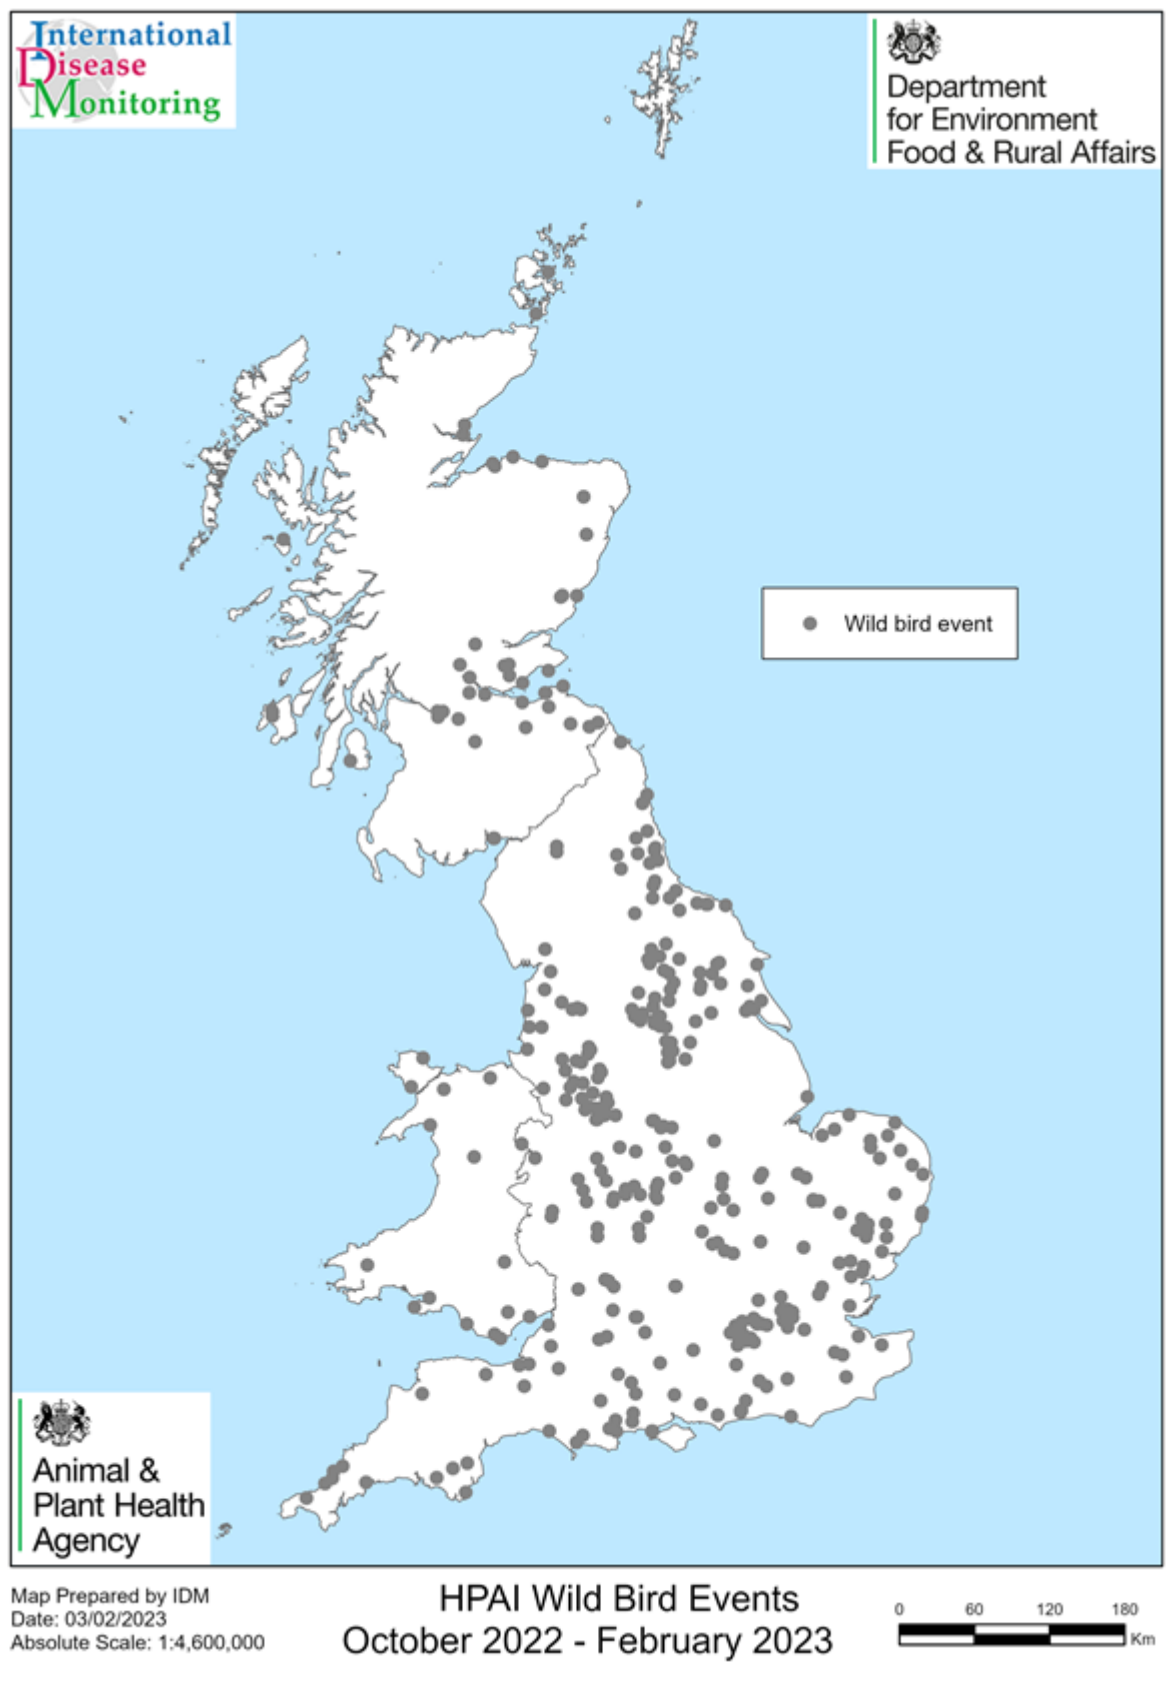 International
Disease
Monitoring
Department
for Environment
Food & Rural Affairs
Wild bird event
Animal &
Plant Health
Agency
Map Prepared by IDM
Date: 03/02/2023
Absolute Scale: 1:4,600,000
HPAI Wild Bird Events
October 2022 - February 2023
0 60 120 180
Km